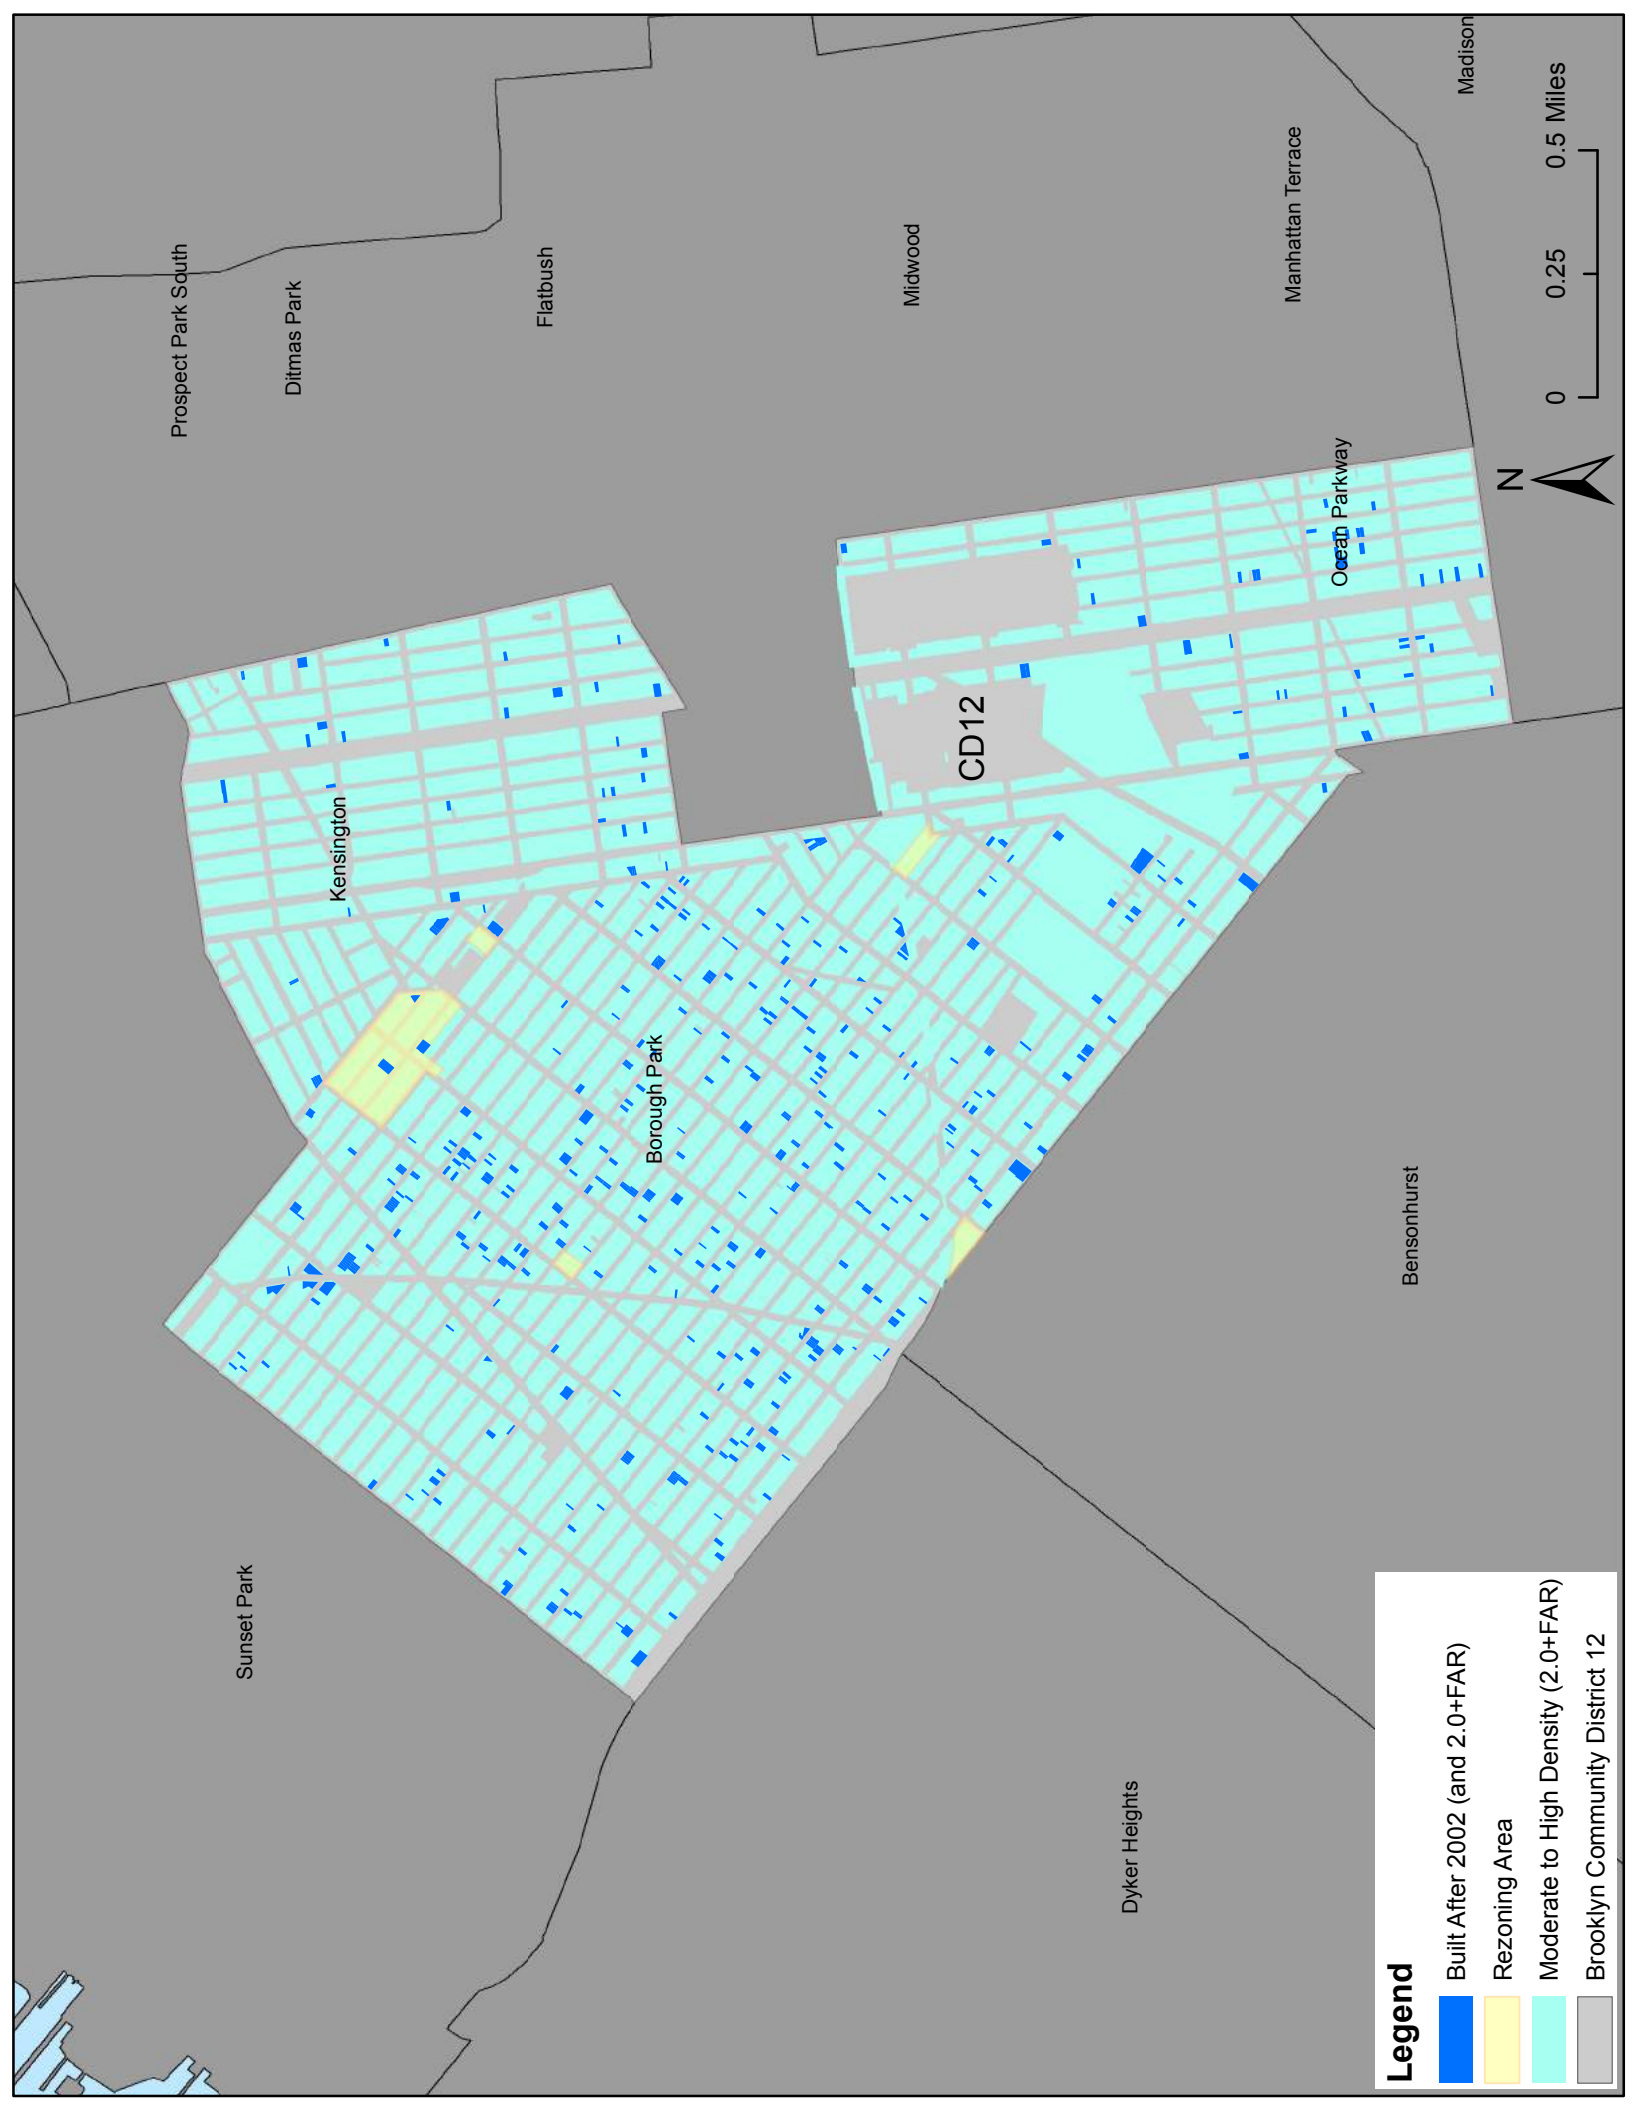 Prospect Park South
Ditmas Park
Sunset Park
Kensington
Flatbush
Borough Park
Midwood
CD12
Dyker Heights
Manhattan Terrace
Ocean Parkway
Bensonhurst
Madison
N
0 0.25 0.5 Miles
Legend
Built After 2002 (and 2.0+FAR)
Rezoning Area
Moderate to High Density (2.0+FAR)
Brooklyn Community District 12